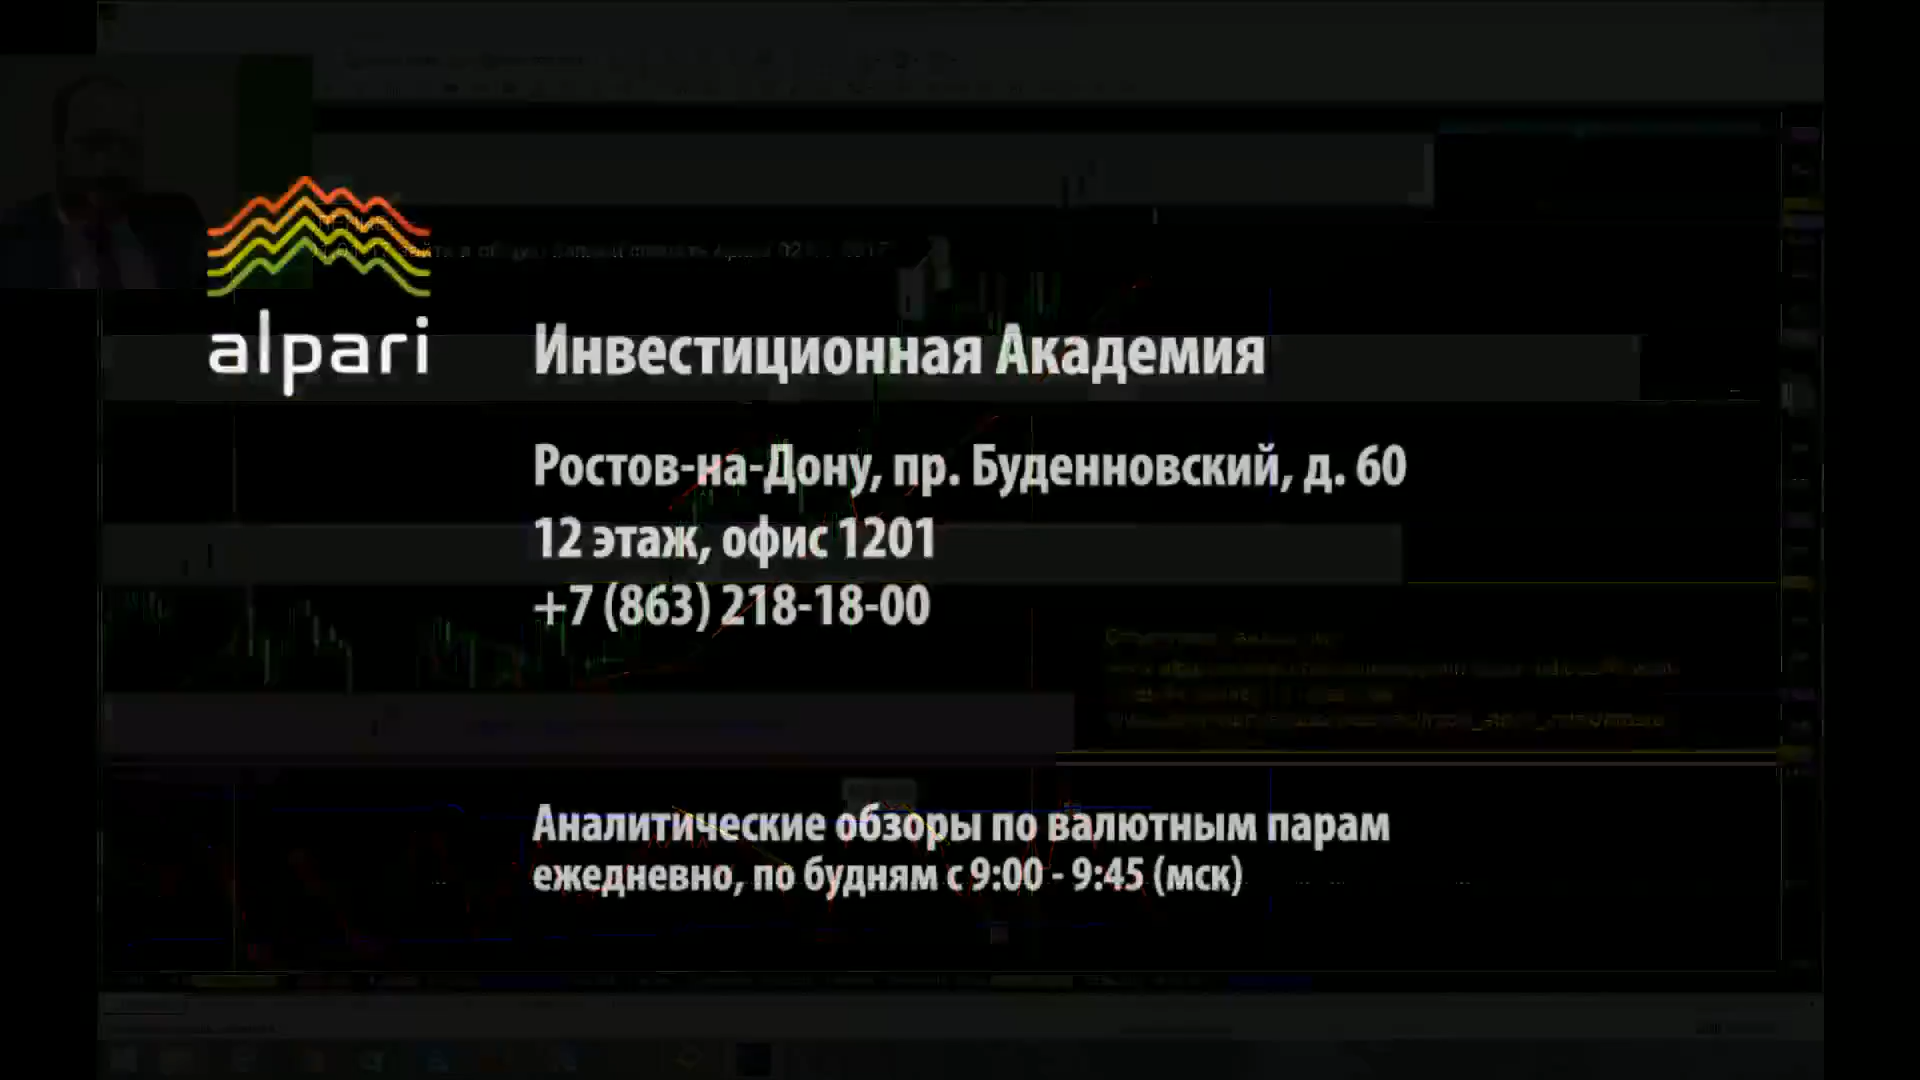 alpari
Инвестиционная Академия
Ростов-на-Дону, пр. Буденновский, д. 60
12 этаж, офис 1201
+7 (863) 218-18-00
Аналитические обзоры по валютным парам
ежедневно, по будням с 9:00 - 9:45 (мск)